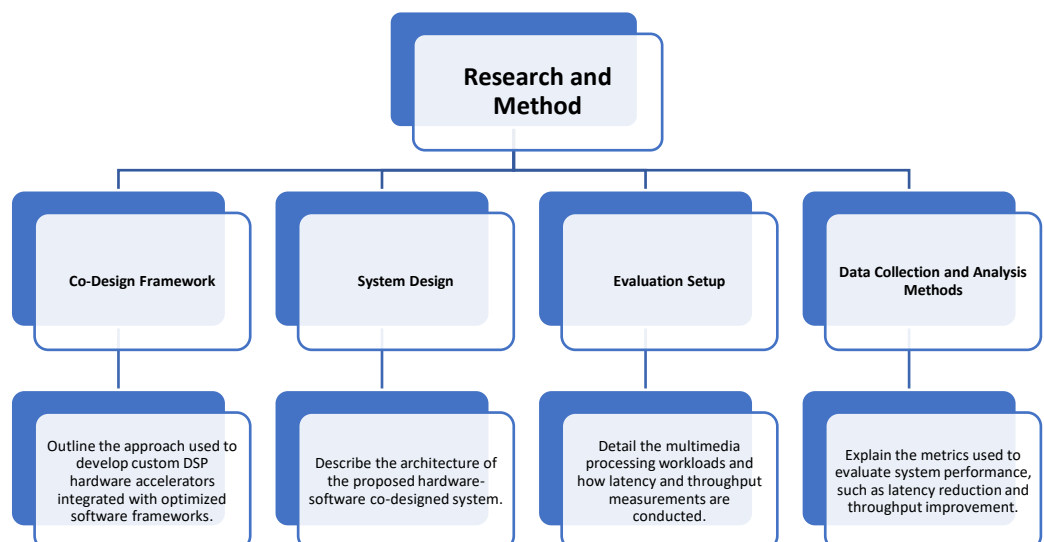 Research and
Method
Co-Design Framework
System Design
Evaluation Setup
Data Collection and Analysis
Methods
Outline the approach used to
develop custom DSP
hardware accelerators
integrated with optimized
software frameworks.
Describe the architecture of
the proposed hardware-
software co-designed system.
Detail the multimedia
processing workloads and
how latency and throughput
measurements are
conducted.
Explain the metrics used to
evaluate system performance,
such as latency reduction and
throughput improvement.